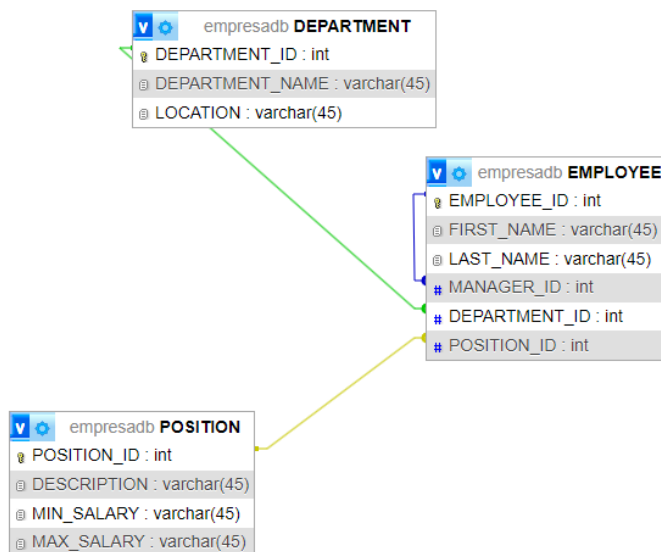 v empresadb DEPARTMENT
DEPARTMENT_ID : int
DEPARTMENT_NAME : varchar(45)
LOCATION : varchar(45)
v empresadb EMPLOYEE
EMPLOYEE_ID : int
FIRST_NAME : varchar(45)
LAST_NAME : varchar(45)
# MANAGER_ID : int
# DEPARTMENT_ID : int
# POSITION_ID : int
v empresadb POSITION
POSITION_ID : int
DESCRIPTION : varchar(45)
MIN_SALARY : varchar(45)
MAX_SALARY : varchar(45)